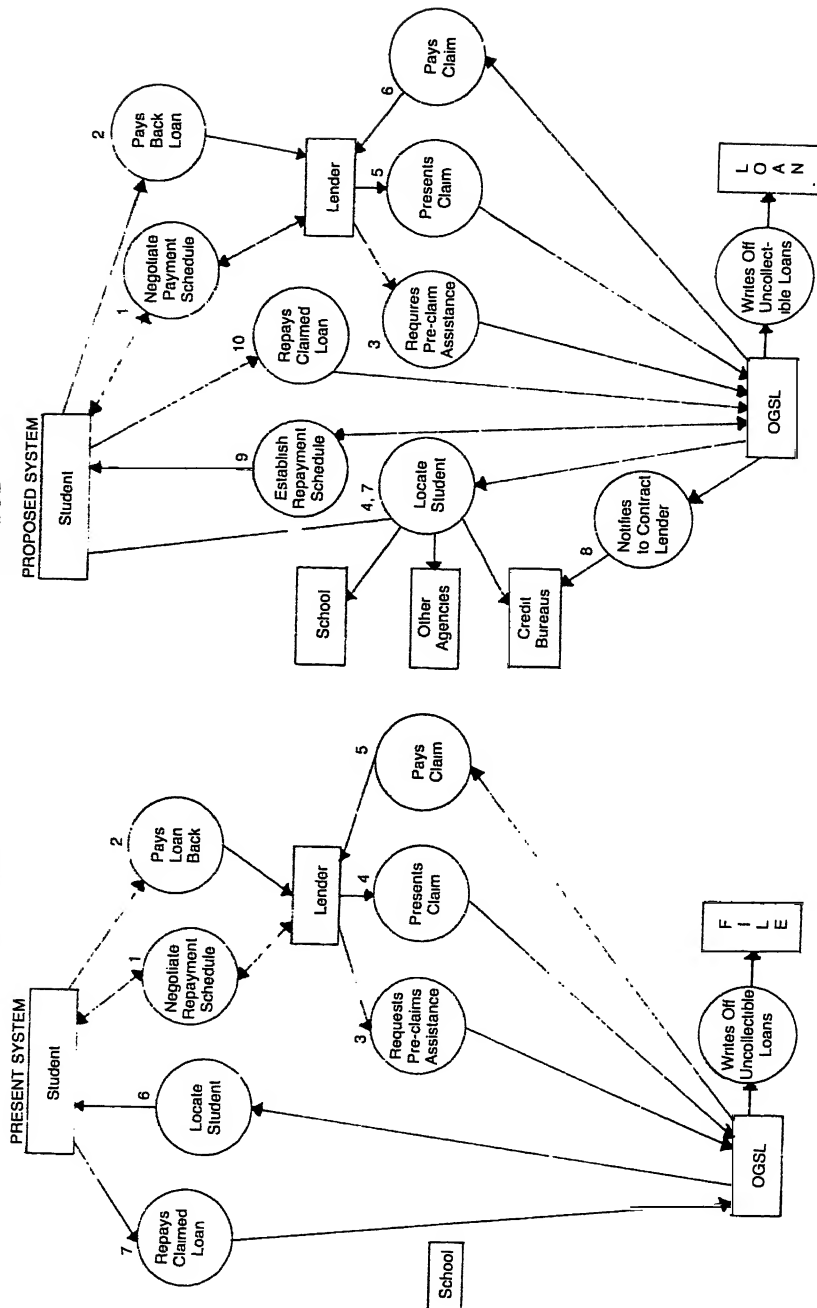 PRESENT SYSTEM
Student
7
Repays
Claimed
Loan
6
Locate
Student
1
Negotiate
Repayment
Schedule
2
Pays
Loan
Back
Lender
3
Requests
Pre-claims
Assistance
4
Presents
Claim
5
Pays
Claim
School
OGSL
Writes Off
Uncollectible
Loans
F
I
L
E
PROPOSED SYSTEM
Student
1
Negotiate
Payment
Schedule
2
Pays
Back
Loan
10
Repays
Claimed
Loan
9
Establish
Repayment
Schedule
Lender
3
Requires
Pre-claim
Assistance
5
Presents
Claim
6
Pays
Claim
4, 7
Locate
Student
School
Other
Agencies
Credit
Bureaus
8
Notifies
to Contract
Lender
OGSL
Writes Off
Uncollect-
ible Loans
L
O
A
N